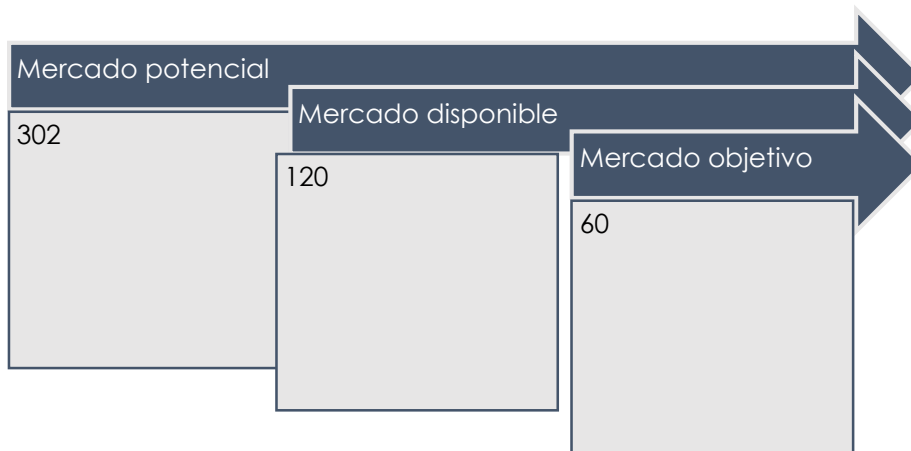 Mercado potencial
302
Mercado disponible
120
Mercado objetivo
60